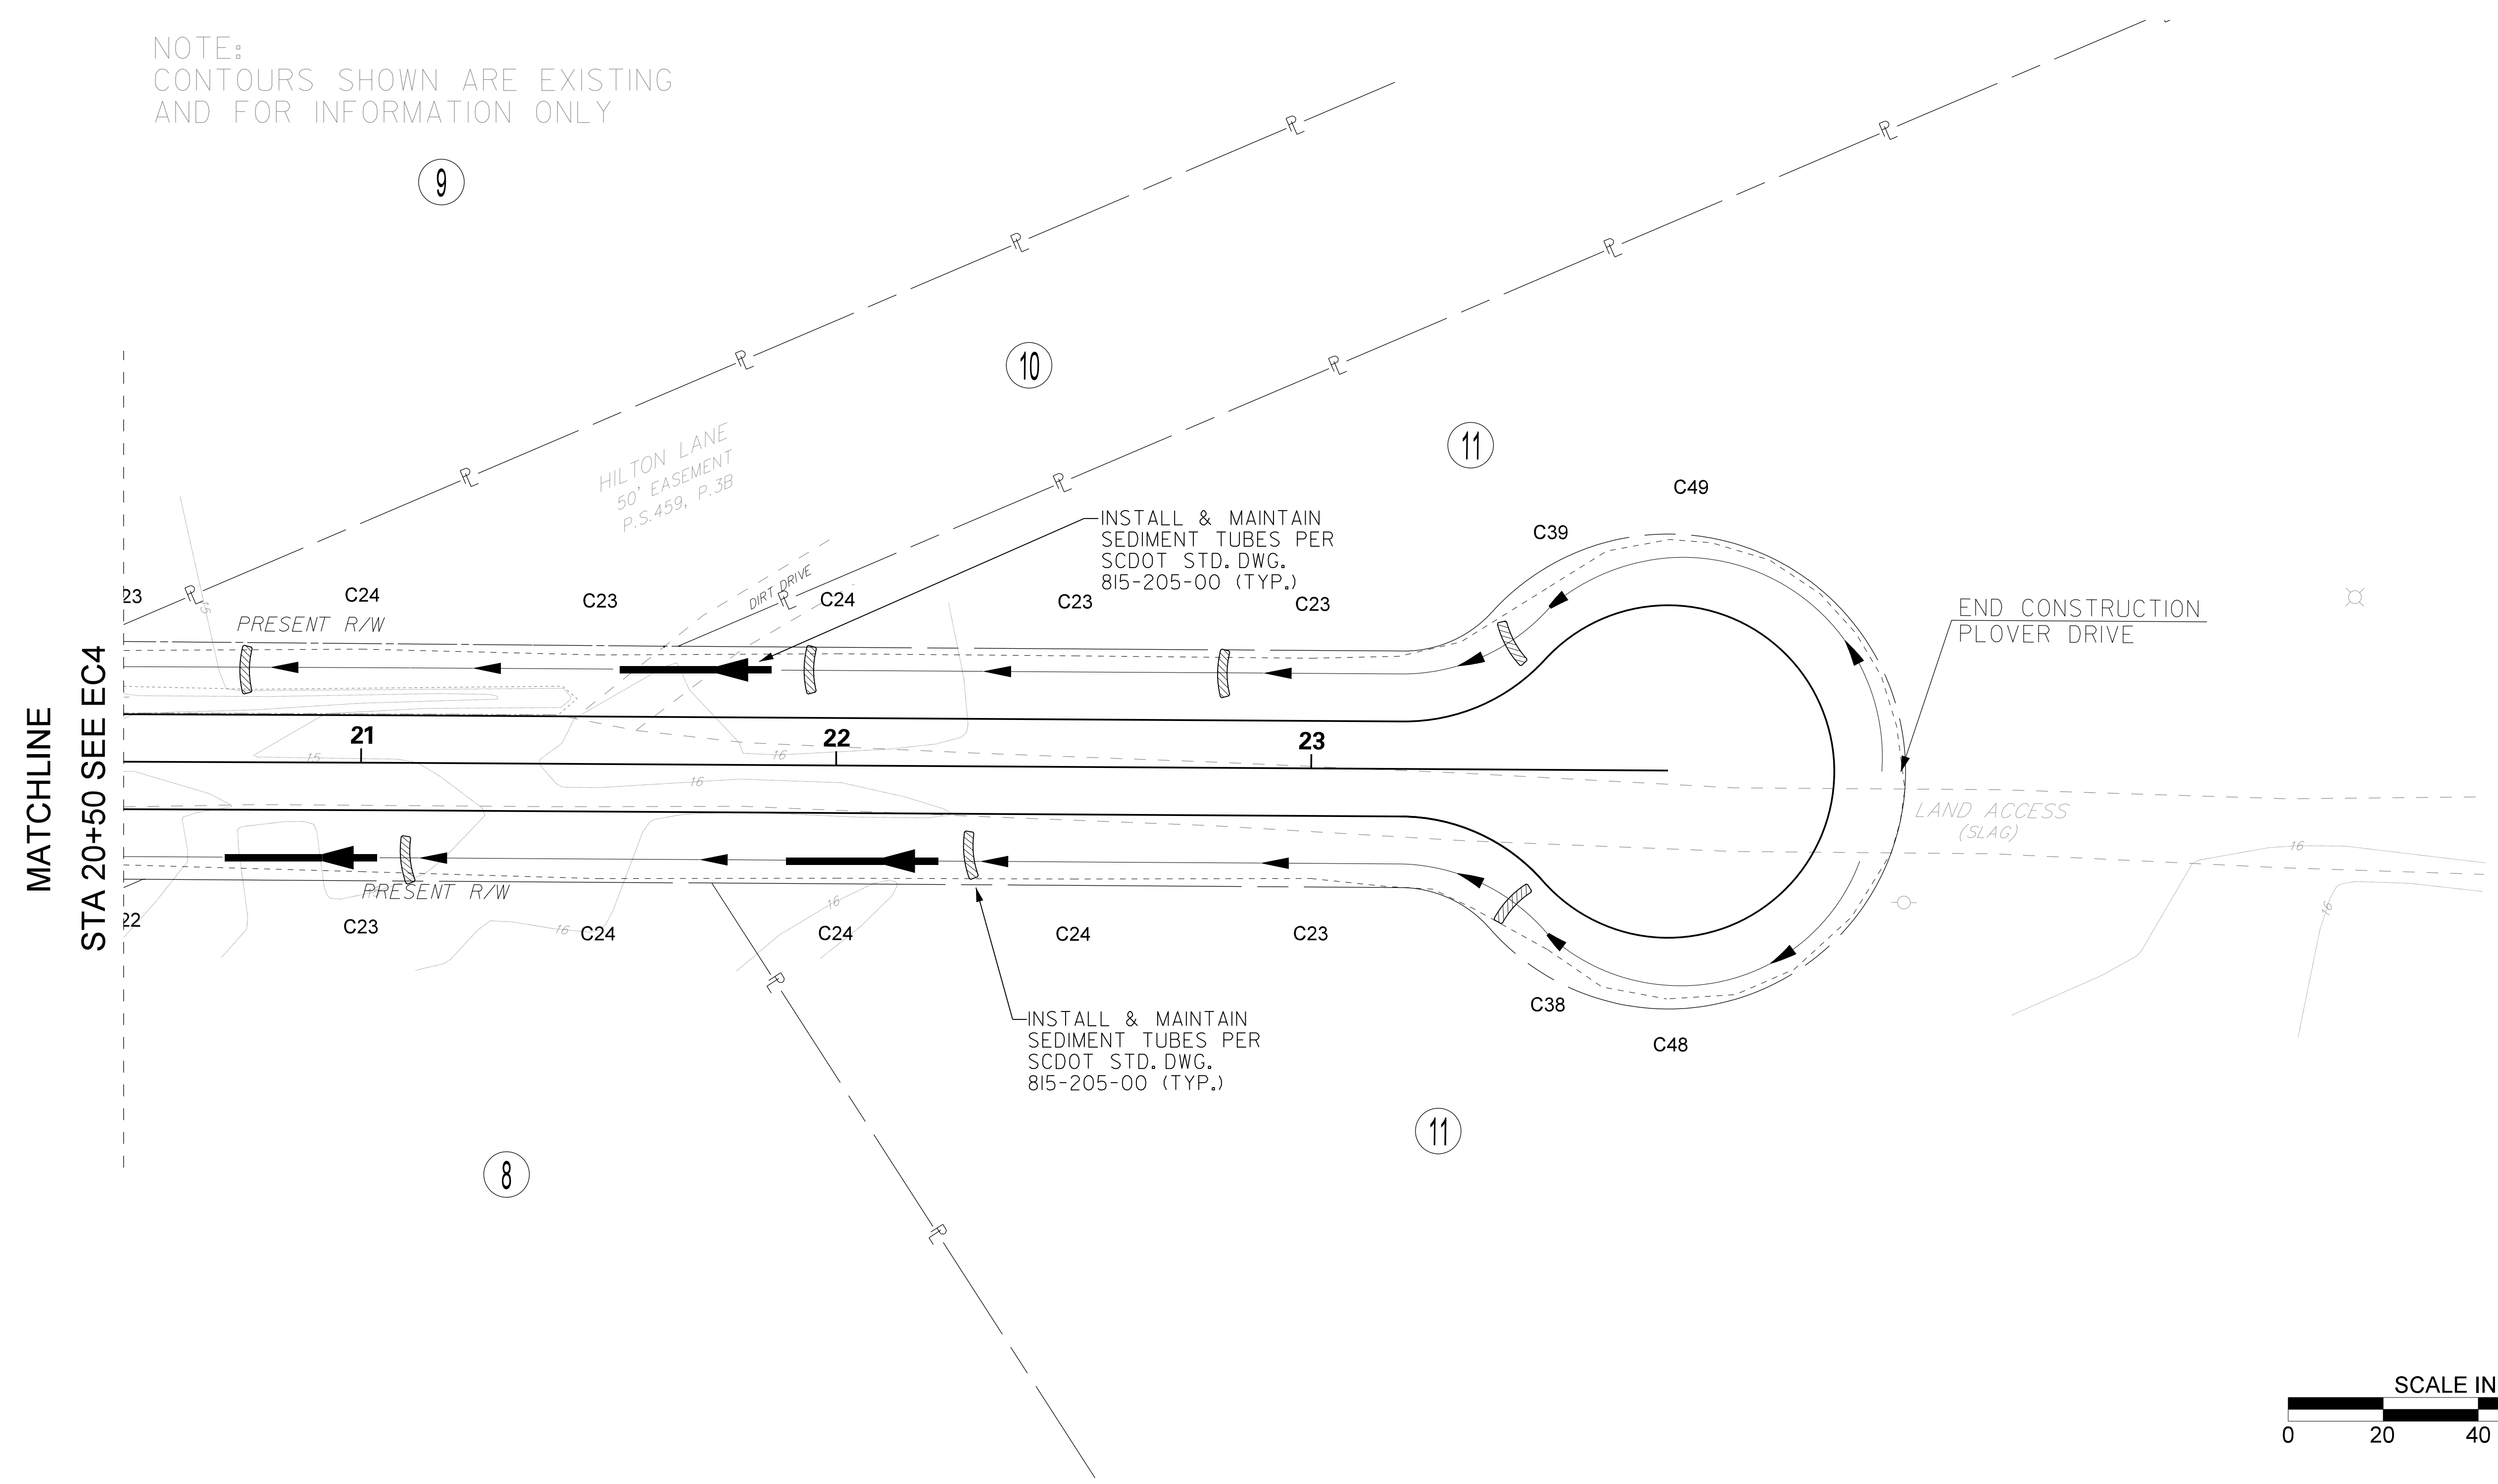 NOTE:
CONTOURS SHOWN ARE EXISTING
AND FOR INFORMATION ONLY
9
10
11
HILTON LANE
50' EASEMENT
P.S.459, P.3B
DIRT DRIVE
INSTALL & MAINTAIN
SEDIMENT TUBES PER
SCDOT STD. DWG.
815-205-00 (TYP.)
C49
C39
23
C24
C23
C24
C23
C23
15
PRESENT R/W
END CONSTRUCTION
PLOVER DRIVE
MATCHLINE
STA 20+50 SEE EC4
21
22
23
15
16
16
LAND ACCESS
(SLAG)
16
16
PRESENT R/W
16
16
22
C23
C24
C24
C24
C23
C38
C48
INSTALL & MAINTAIN
SEDIMENT TUBES PER
SCDOT STD. DWG.
815-205-00 (TYP.)
11
8
SCALE IN
0 20 40